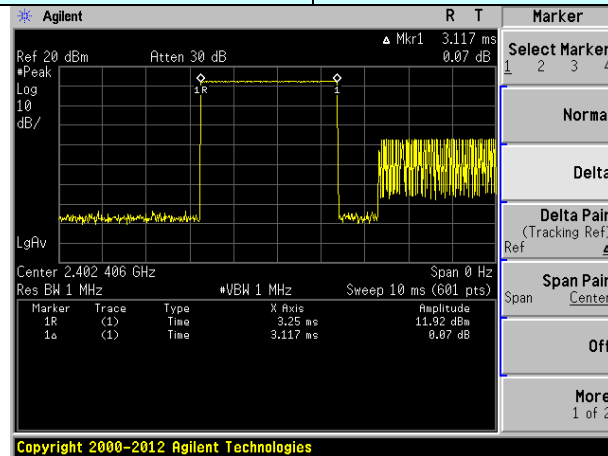 Agilent R T
Δ Mkr1 3.117 ms
Ref 20 dBm Atten 30 dB 0.07 dB
#Peak
Log
10
dB/
1R 1
LgAv
Center 2.402 406 GHz Span 0 Hz
Res BW 1 MHz #VBW 1 MHz Sweep 10 ms (601 pts)
Marker Trace Type X Axis Amplitude
1R (1) Time 3.25 ms 11.92 dBm
1Δ (1) Time 3.117 ms 0.07 dB
Copyright 2000-2012 Agilent Technologies
Marker
Select Marker
1 2 3 4
Norma
Delta
Delta Pair
(Tracking Ref)
Ref Δ
Span Pair
Span Center
Off
More
1 of 2